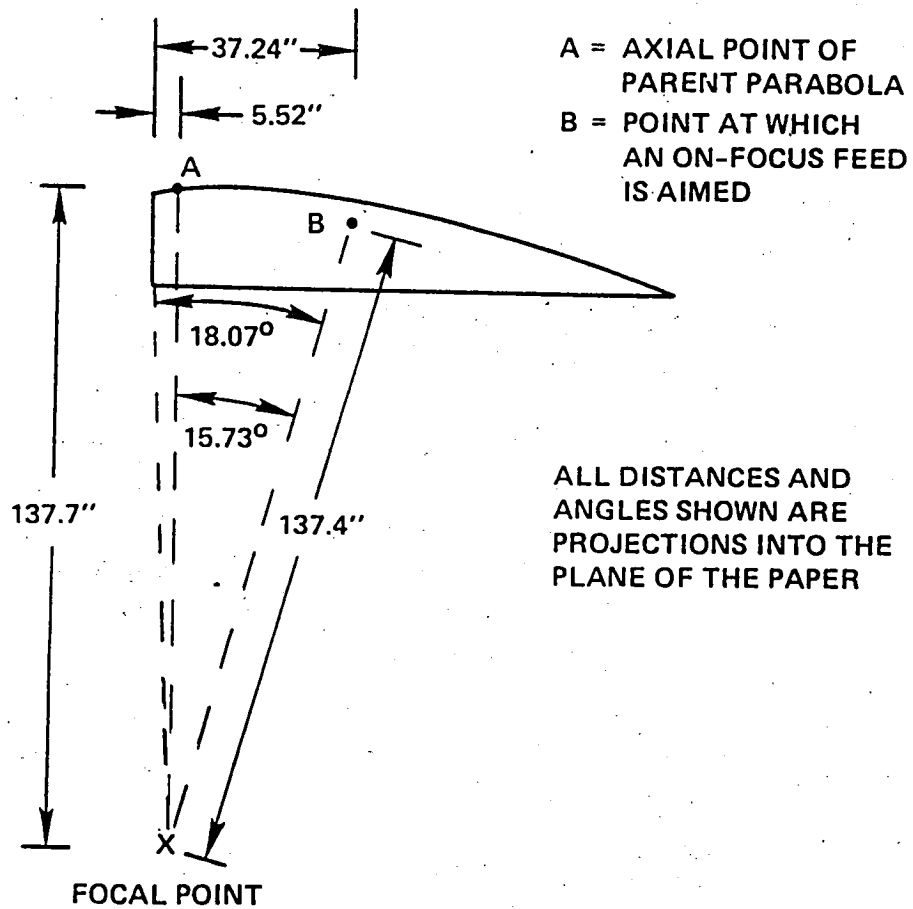 37.24"
5.52"
A = AXIAL POINT OF
PARENT PARABOLA
B = POINT AT WHICH
AN ON-FOCUS FEED
IS AIMED
A
B
18.07°
15.73°
137.7"
137.4"
ALL DISTANCES AND
ANGLES SHOWN ARE
PROJECTIONS INTO THE
PLANE OF THE PAPER
X
FOCAL POINT